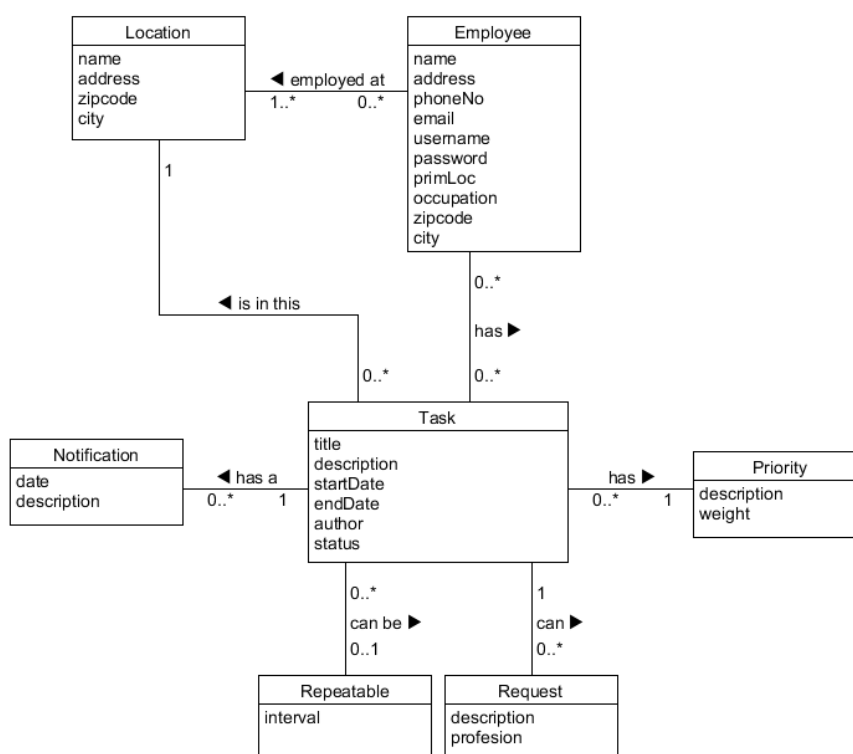 Location
name
address
zipcode
city
◀ employed at
1..*
0..*
Employee
name
address
phoneNo
email
username
password
primLoc
occupation
zipcode
city
1
◀ is in this
0..*
0..*
has ▶
0..*
Task
title
description
startDate
endDate
author
status
Notification
date
description
◀ has a
0..*
1
has ▶
0..*
1
Priority
description
weight
0..*
can be ▶
0..1
1
can ▶
0..*
Repeatable
interval
Request
description
profesion